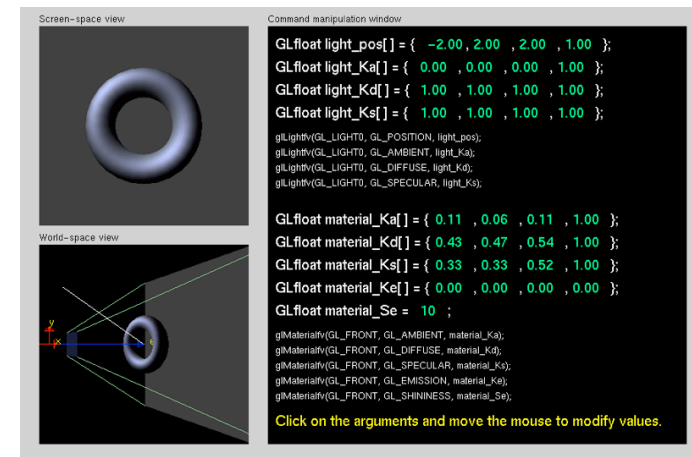 Screen-space view
Command manipulation window
GLfloat light_pos[ ] = { -2.00 , 2.00 , 2.00 , 1.00 };
GLfloat light_Ka[ ] = { 0.00 , 0.00 , 0.00 , 1.00 };
GLfloat light_Kd[ ] = { 1.00 , 1.00 , 1.00 , 1.00 };
GLfloat light_Ks[ ] = { 1.00 , 1.00 , 1.00 , 1.00 };
glLightfv(GL_LIGHT0, GL_POSITION, light_pos);
glLightfv(GL_LIGHT0, GL_AMBIENT, light_Ka);
glLightfv(GL_LIGHT0, GL_DIFFUSE, light_Kd);
glLightfv(GL_LIGHT0, GL_SPECULAR, light_Ks);
GLfloat material_Ka[ ] = { 0.11 , 0.06 , 0.11 , 1.00 };
GLfloat material_Kd[ ] = { 0.43 , 0.47 , 0.54 , 1.00 };
GLfloat material_Ks[ ] = { 0.33 , 0.33 , 0.52 , 1.00 };
GLfloat material_Ke[ ] = { 0.00 , 0.00 , 0.00 , 0.00 };
GLfloat material_Se = 10 ;
glMaterialfv(GL_FRONT, GL_AMBIENT, material_Ka);
glMaterialfv(GL_FRONT, GL_DIFFUSE, material_Kd);
glMaterialfv(GL_FRONT, GL_SPECULAR, material_Ks);
glMaterialfv(GL_FRONT, GL_EMISSION, material_Ke);
glMaterialfv(GL_FRONT, GL_SHININESS, material_Se);
Click on the arguments and move the mouse to modify values.
World-space view
y
x